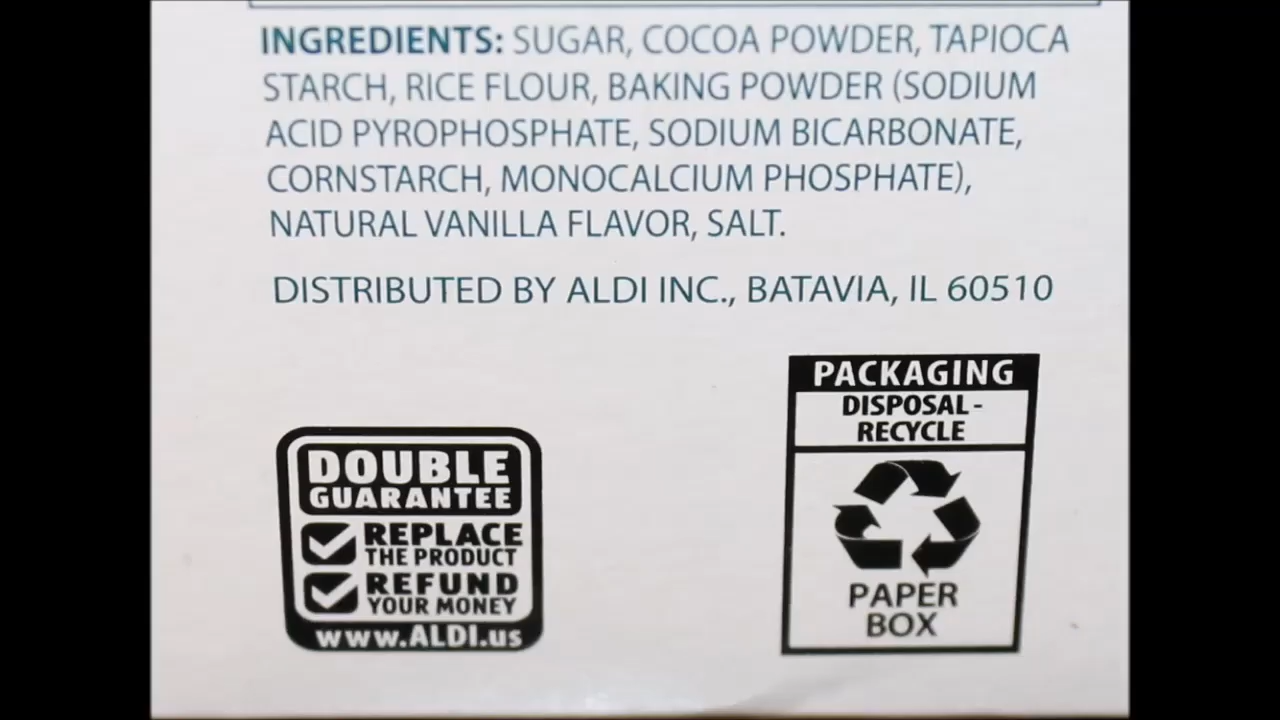 INGREDIENTS: SUGAR, COCOA POWDER, TAPIOCA
STARCH, RICE FLOUR, BAKING POWDER (SODIUM
ACID PYROPHOSPHATE, SODIUM BICARBONATE,
CORNSTARCH, MONOCALCIUM PHOSPHATE),
NATURAL VANILLA FLAVOR, SALT.
DISTRIBUTED BY ALDI INC., BATAVIA, IL 60510
DOUBLE
GUARANTEE
REPLACE
THE PRODUCT
REFUND
YOUR MONEY
www.ALDI.us
PACKAGING
DISPOSAL -
RECYCLE
PAPER
BOX